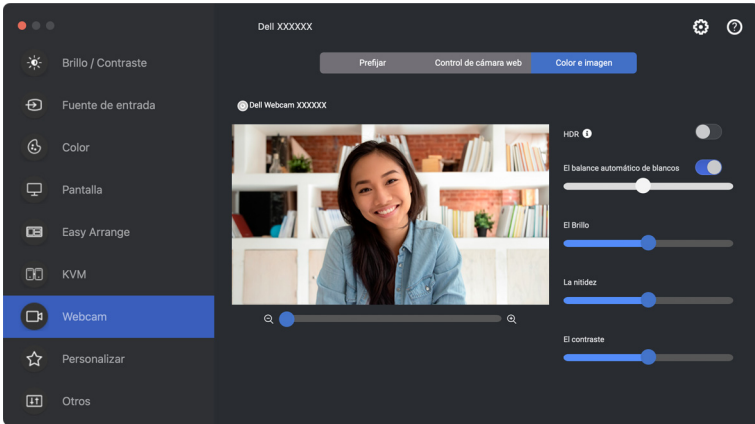 Dell XXXXXX
Brillo / Contraste
Fuente de entrada
Color
Pantalla
Easy Arrange
KVM
Webcam
Personalizar
Otros
Prefijar
Control de cámara web
Color e imagen
Dell Webcam XXXXXX
HDR
El balance automático de blancos
El Brillo
La nitidez
El contraste